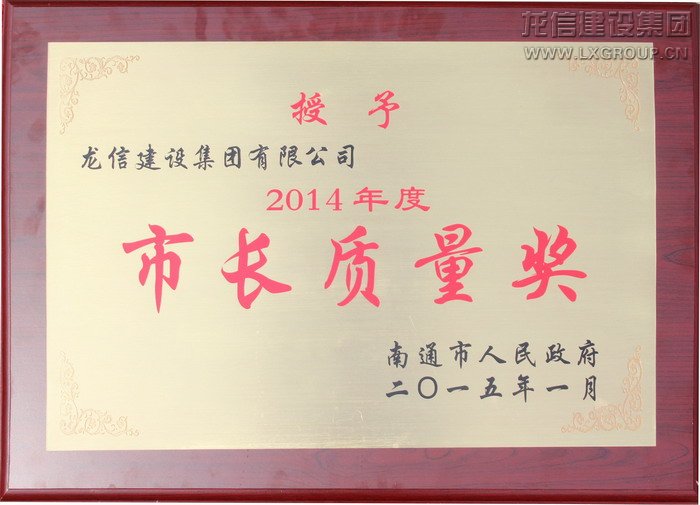 龙信建设集团
WWW.LXGROUP.CN
授予
龙信建设集团有限公司
2014年度
市长质量奖
南通市人民政府
二〇一五年一月